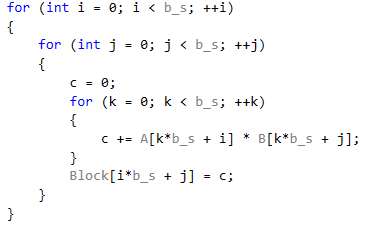 for (int i = 0; i < b_s; ++i)
{
    for (int j = 0; j < b_s; ++j)
    {
        c = 0;
        for (k = 0; k < b_s; ++k)
        {
            c += A[k*b_s + i] * B[k*b_s + j];
        }
        Block[i*b_s + j] = c;
    }
}